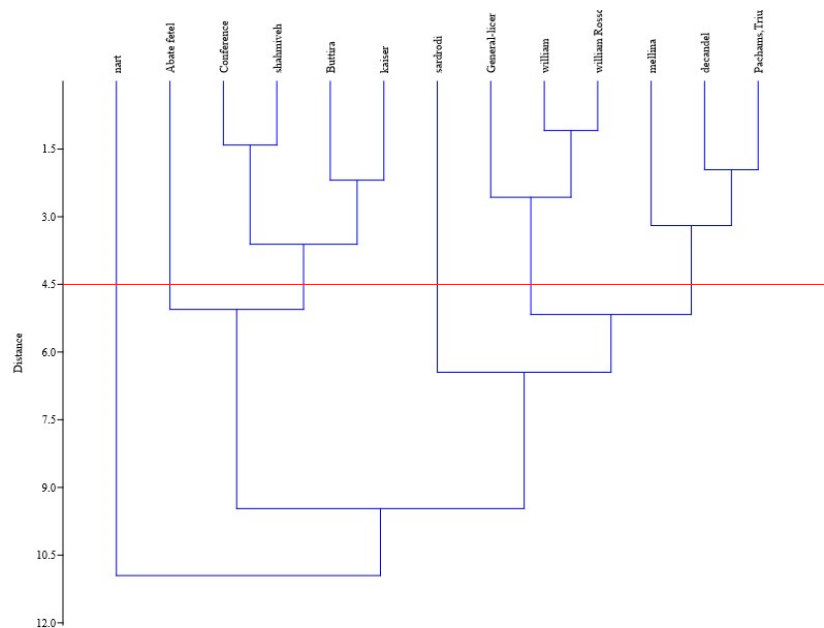 nart
Abate fetel
Conference
shahmiveh
Buttira
kaiser
sardrodi
General-licer
william
william Rossc
mellina
decandel
Pachams,Triu
1.5
3.0
4.5
6.0
7.5
9.0
10.5
12.0
Distance